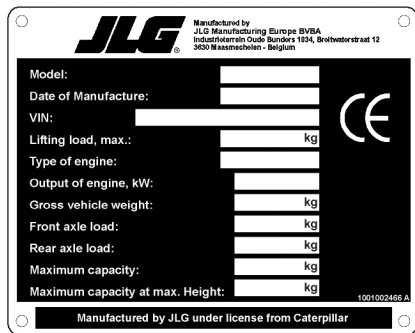 JLG®
Manufactured by
JLG Manufacturing Europe BVBA
Industrieterrein Oude Bunders 1034, Breitwaterstraat 12
3630 Maasmechelen - Belgium
Model:
Date of Manufacture:
VIN:
CE
Lifting load, max.: kg
Type of engine:
Output of engine, kW:
Gross vehicle weight: kg
Front axle load: kg
Rear axle load: kg
Maximum capacity: kg
Maximum capacity at max. Height: kg
1001002466 A
Manufactured by JLG under license from Caterpillar